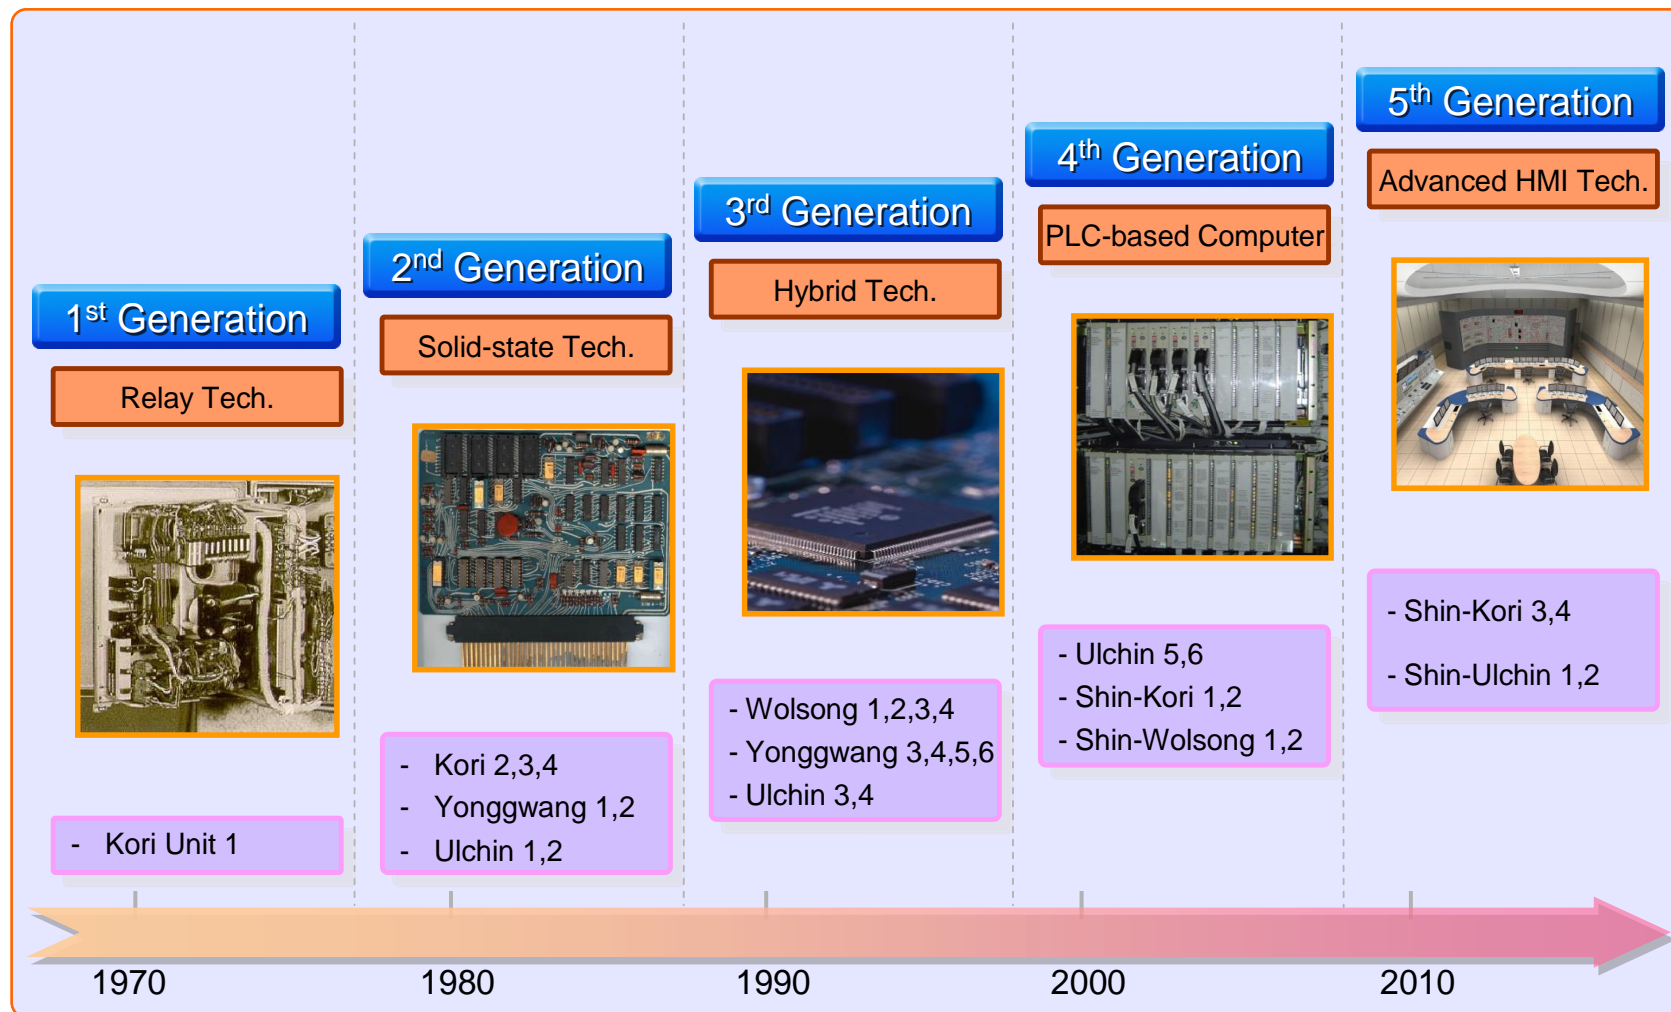 1st Generation
Relay Tech.
- Kori Unit 1
2nd Generation
Solid-state Tech.
- Kori 2,3,4
- Yonggwang 1,2
- Ulchin 1,2
3rd Generation
Hybrid Tech.
- Wolsong 1,2,3,4
- Yonggwang 3,4,5,6
- Ulchin 3,4
4th Generation
PLC-based Computer
- Ulchin 5,6
- Shin-Kori 1,2
- Shin-Wolsong 1,2
5th Generation
Advanced HMI Tech.
- Shin-Kori 3,4
- Shin-Ulchin 1,2
1970
1980
1990
2000
2010